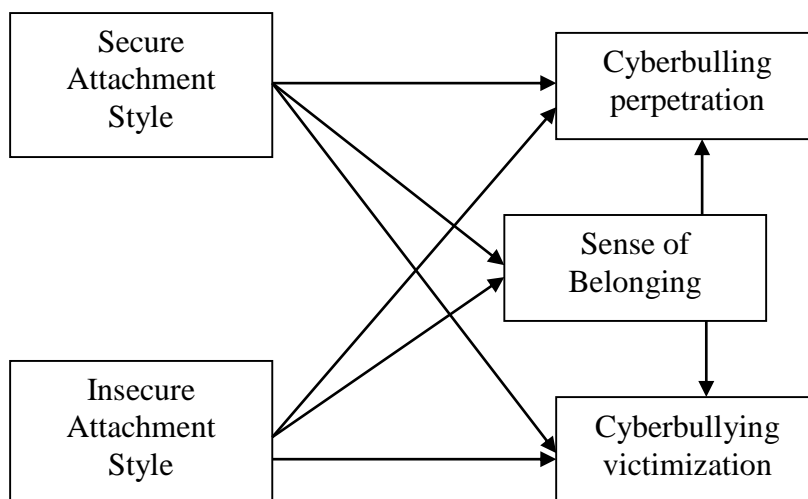 Secure
Attachment
Style
Cyberbulling
perpetration
Sense of
Belonging
Insecure
Attachment
Style
Cyberbullying
victimization